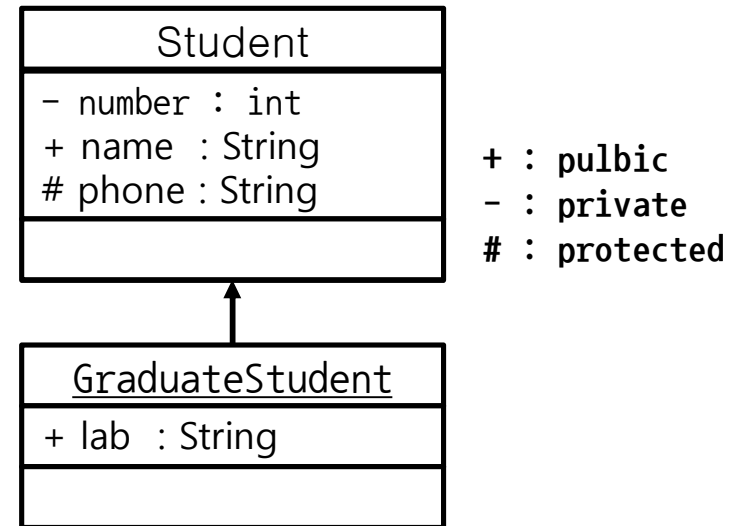 Student
- number : int
+ name : String
# phone : String
+ : pulbic
- : private
# : protected
GraduateStudent
+ lab : String